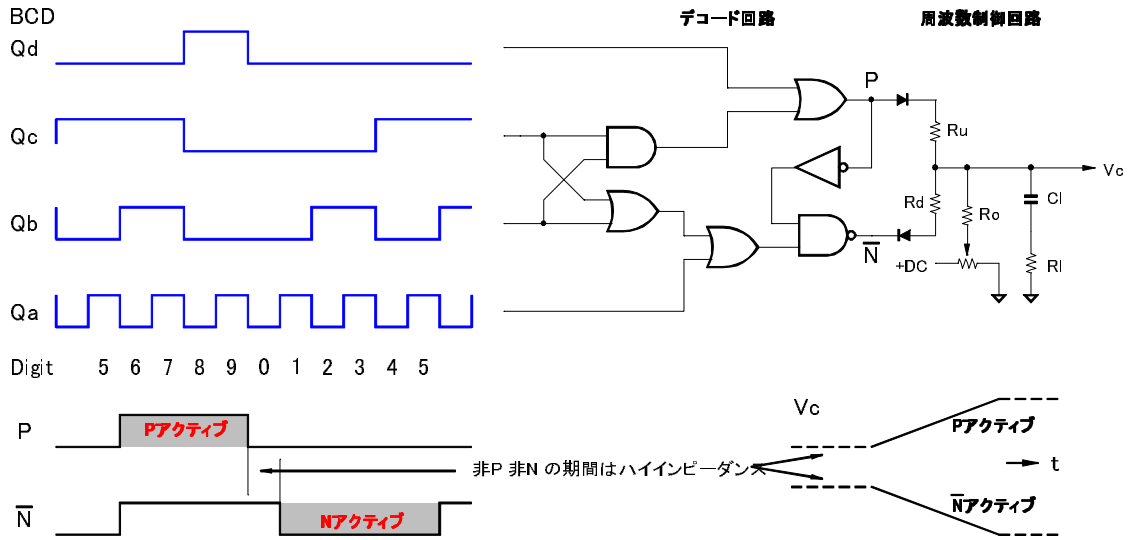 BCD
Qd
Qc
Qb
Qa
Digit 5 6 7 8 9 0 1 2 3 4 5
デコード回路
周波数制御回路
P
Ru
Vc
Rd
Ro
Cl
N
+DC
Rl
P
Pアクティブ
非P 非N の期間はハイインピーダンス
N
Nアクティブ
Vc
Pアクティブ
t
Nアクティブ